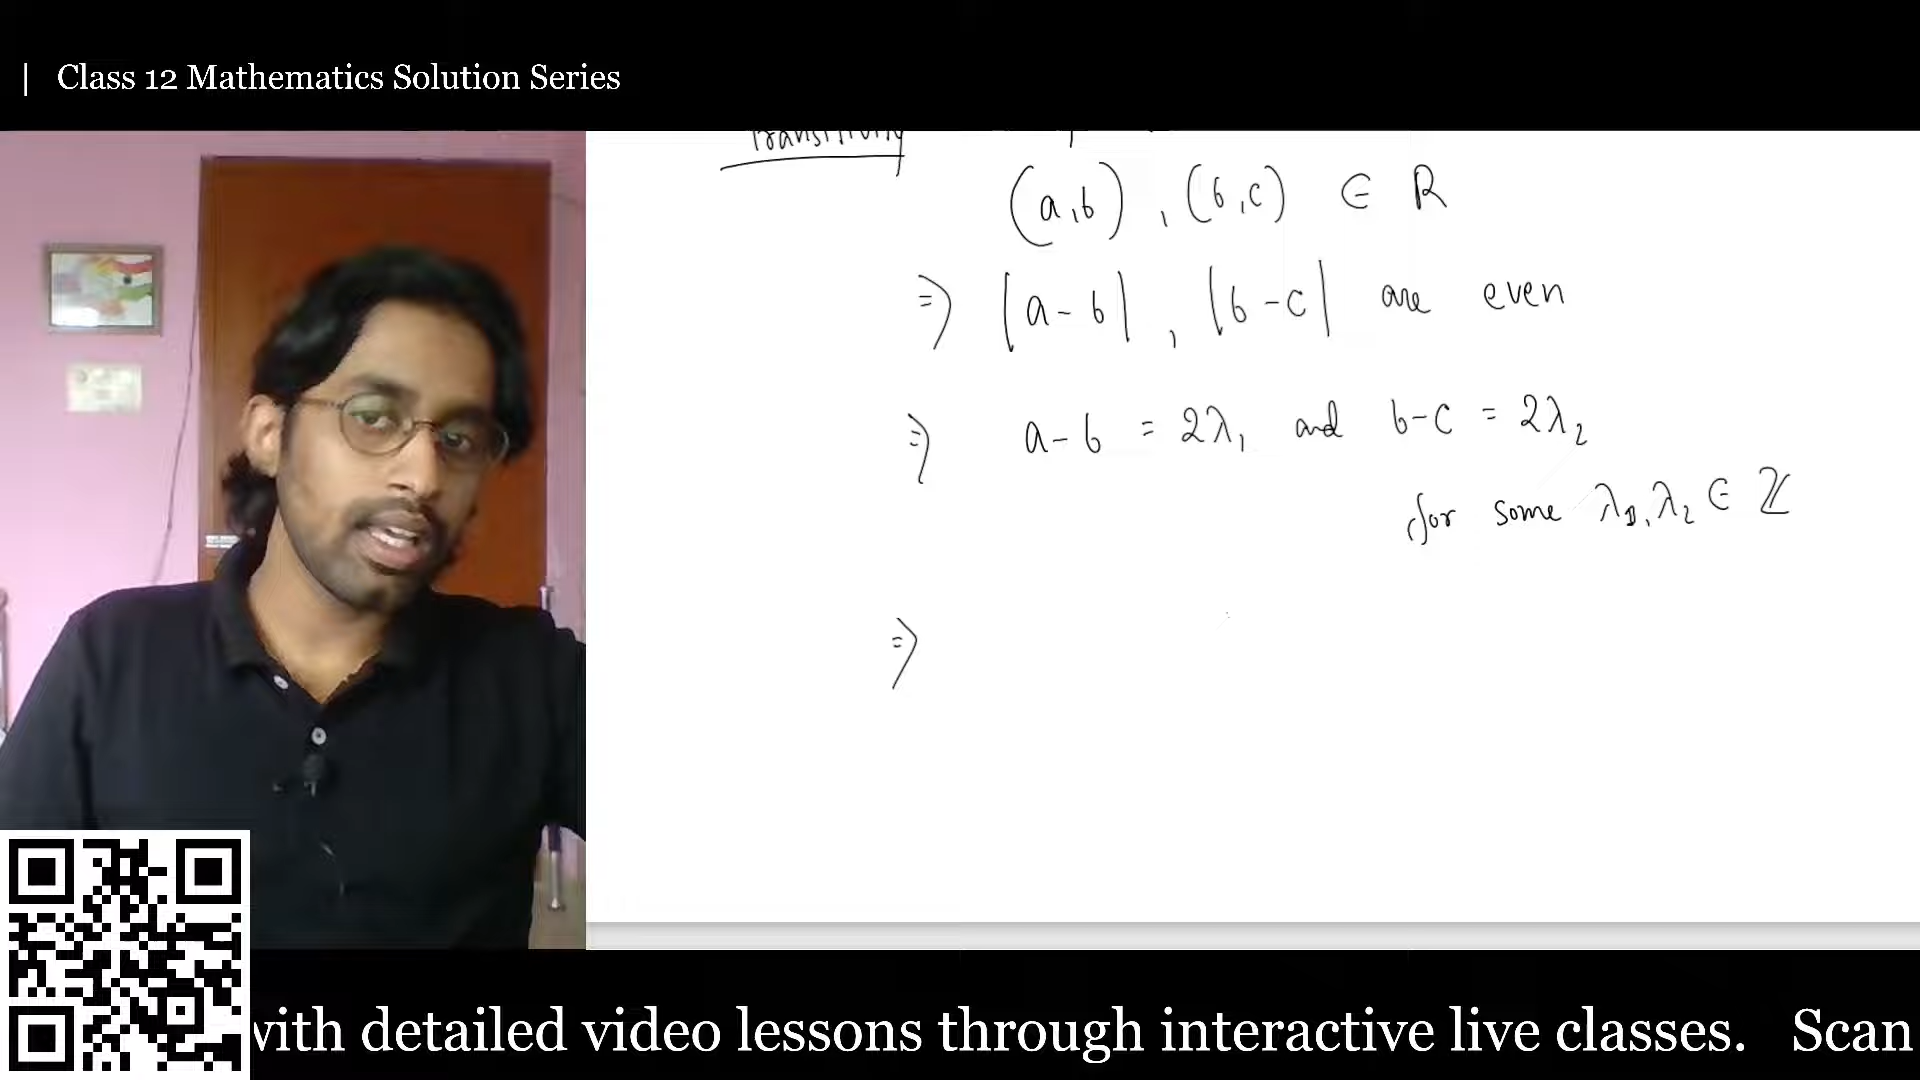 | Class 12 Mathematics Solution Series
Transitivity
(a,b) , (b,c) ∈ R
⇒ |a-b| , |b-c| are even
⇒ a-b = 2λ₁ and b-c = 2λ₂
for some λ₁, λ₂ ∈ ℤ
⇒
with detailed video lessons through interactive live classes. Scan